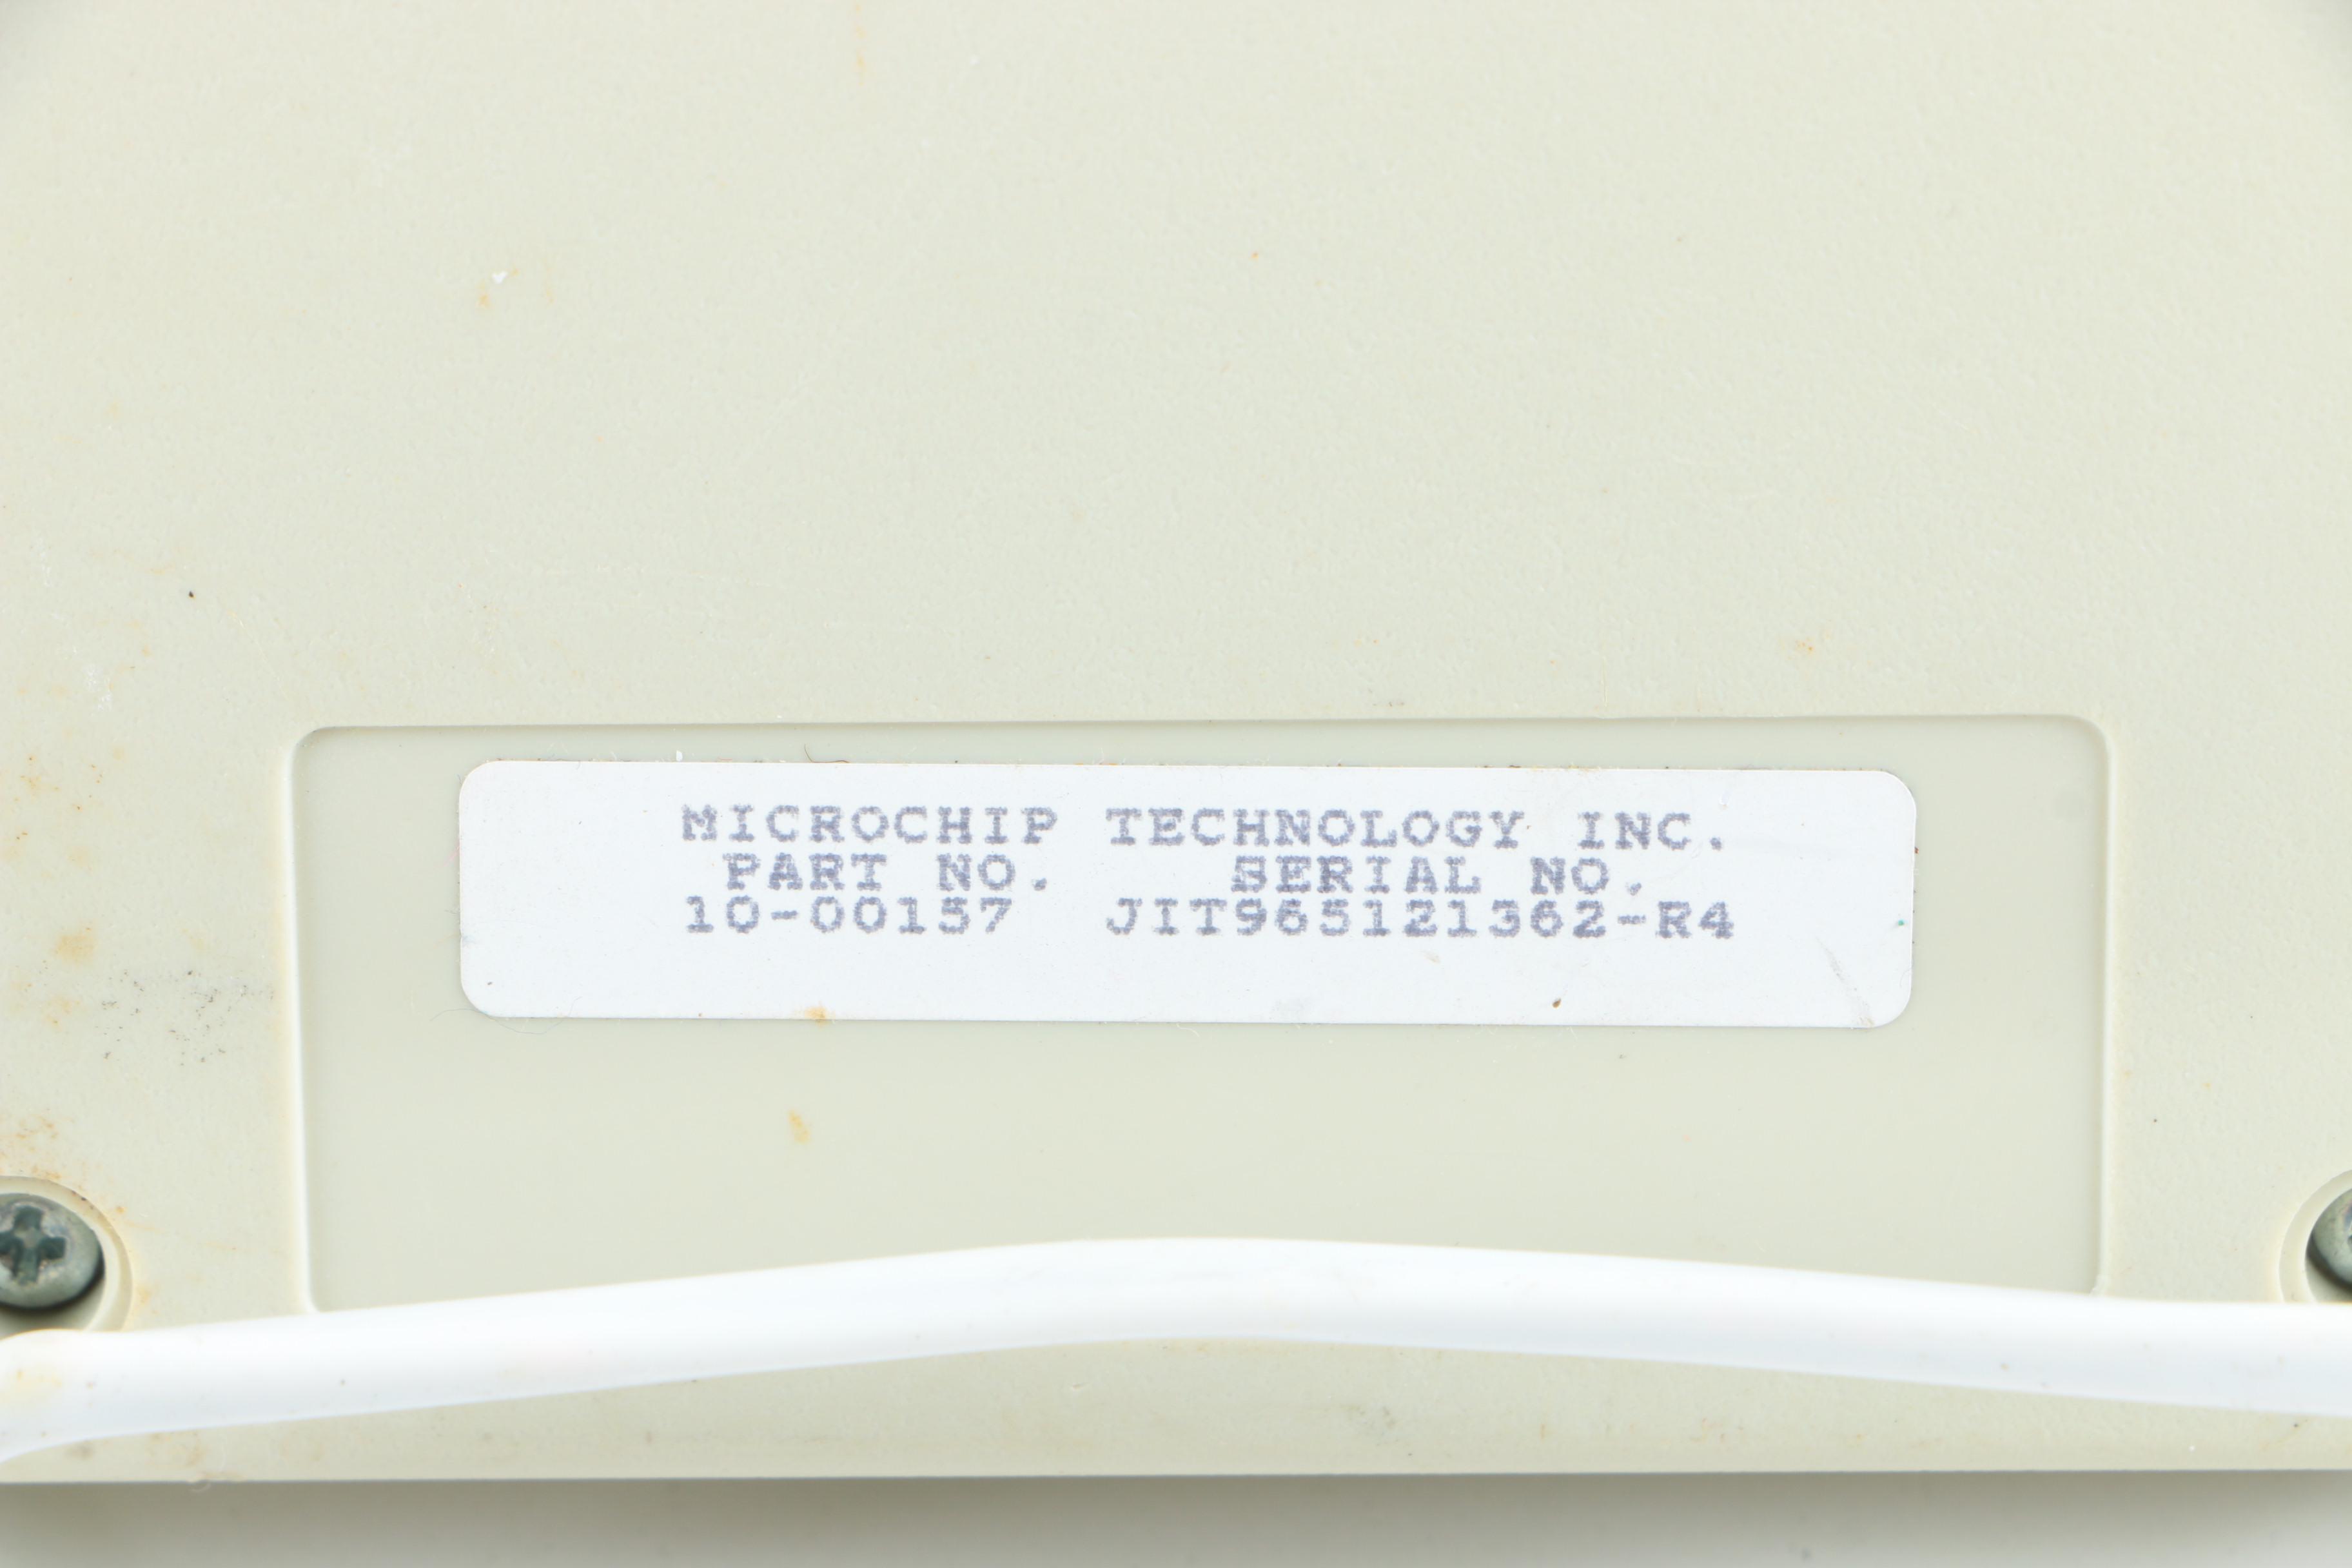 MICROCHIP TECHNOLOGY INC.
PART NO. SERIAL NO.
10-00157 JIT965121362-R4